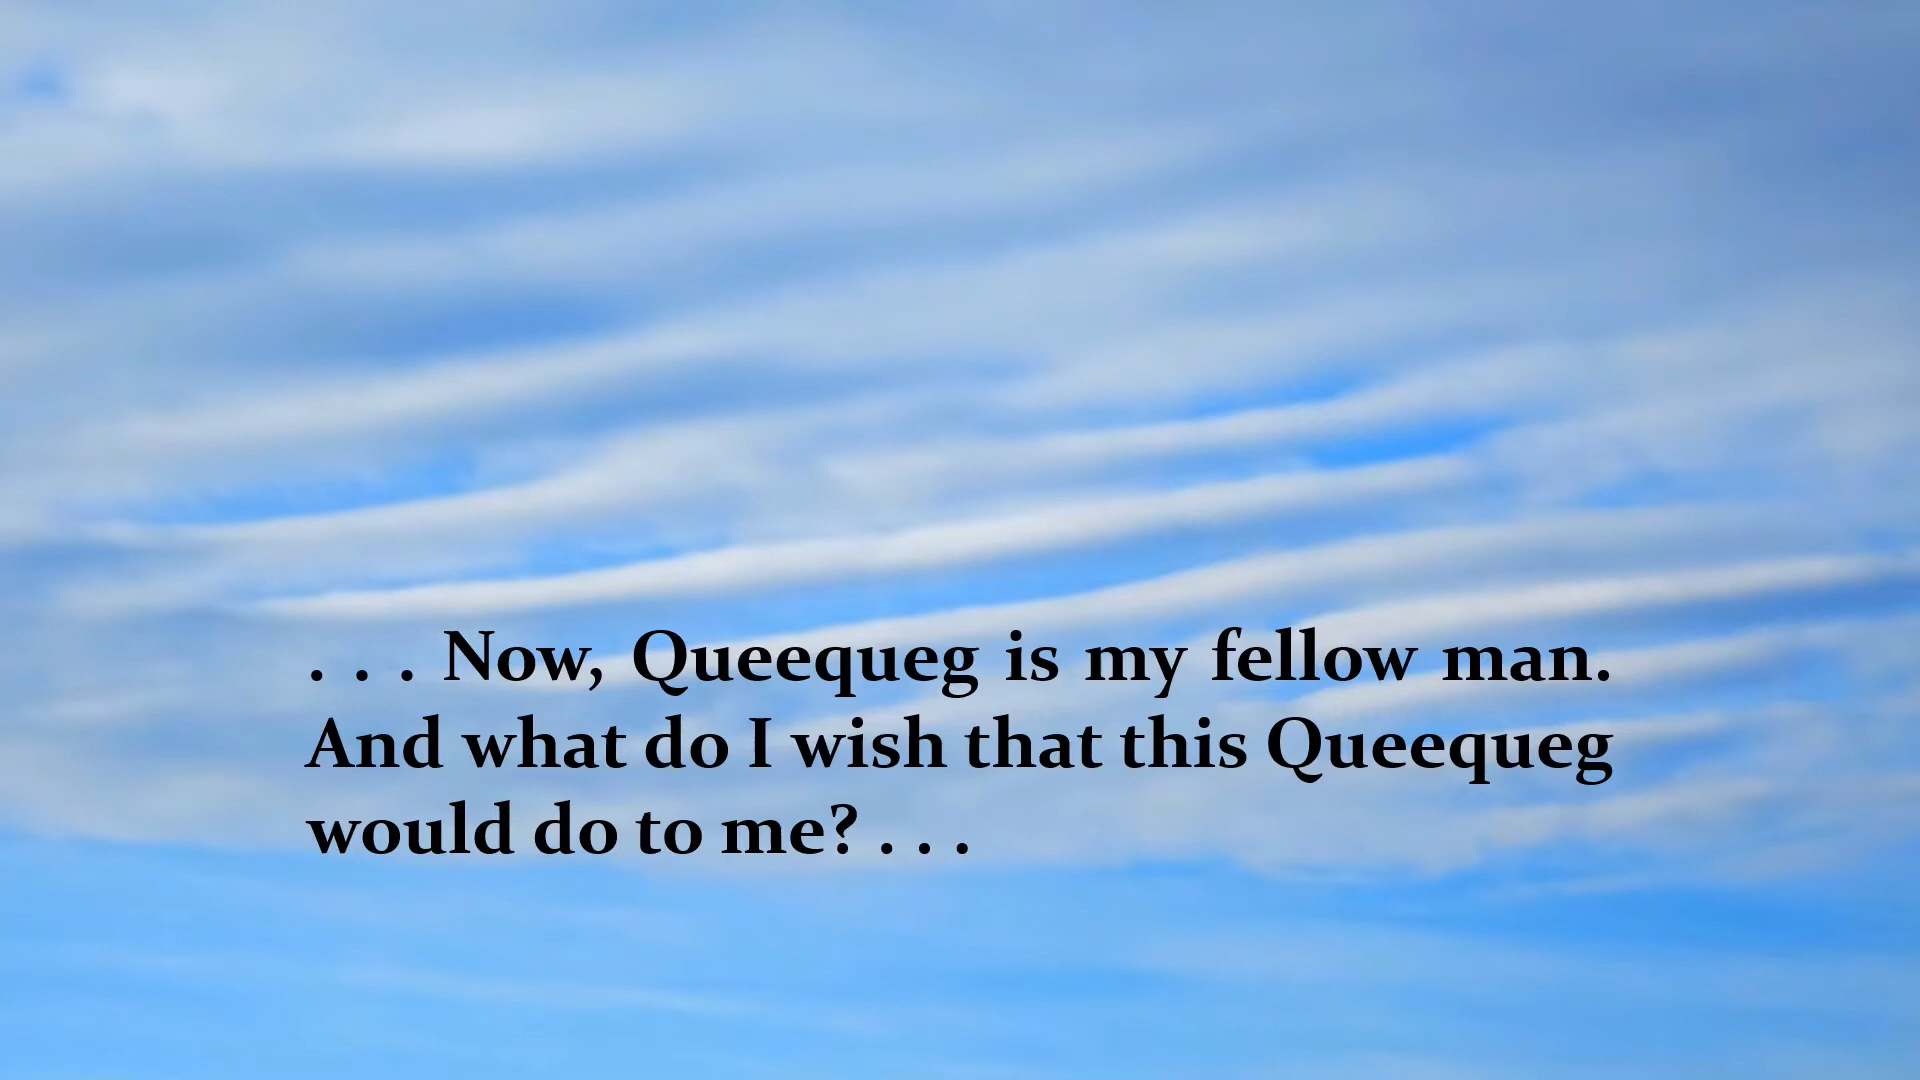 . . . Now, Queequeg is my fellow man.
And what do I wish that this Queequeg
would do to me? . . .